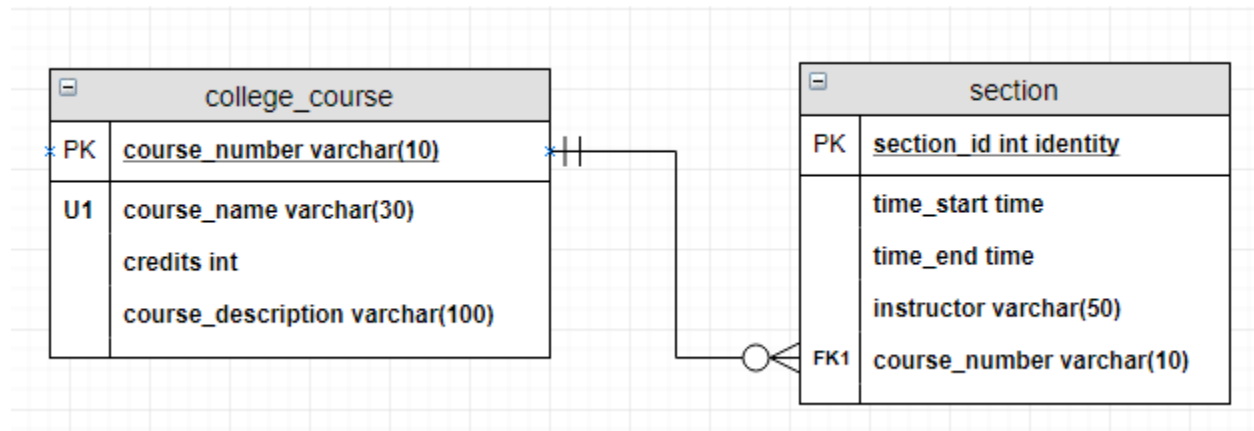 college_course
PK course_number varchar(10)
U1 course_name varchar(30)
credits int
course_description varchar(100)
section
PK section_id int identity
time_start time
time_end time
instructor varchar(50)
FK1 course_number varchar(10)